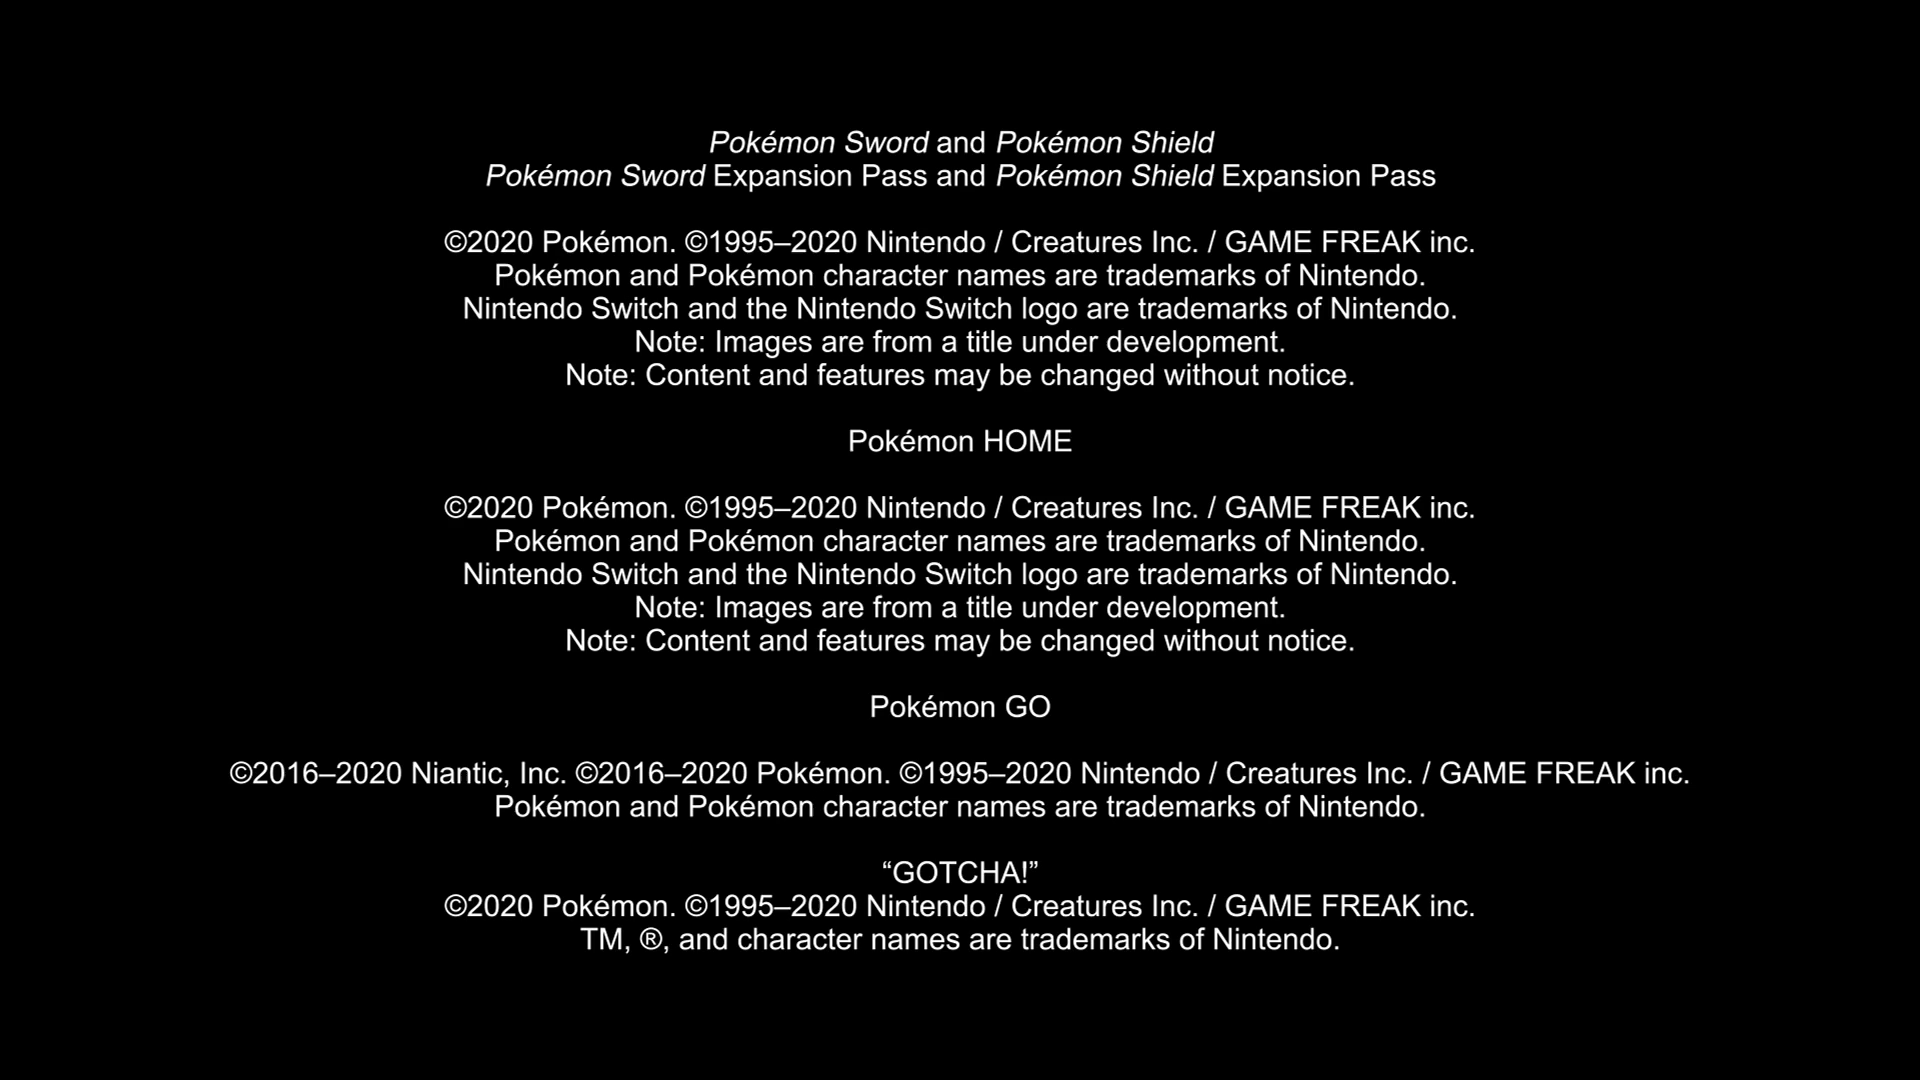 Pokémon Sword and Pokémon Shield
Pokémon Sword Expansion Pass and Pokémon Shield Expansion Pass
©2020 Pokémon. ©1995–2020 Nintendo / Creatures Inc. / GAME FREAK inc.
Pokémon and Pokémon character names are trademarks of Nintendo.
Nintendo Switch and the Nintendo Switch logo are trademarks of Nintendo.
Note: Images are from a title under development.
Note: Content and features may be changed without notice.
Pokémon HOME
©2020 Pokémon. ©1995–2020 Nintendo / Creatures Inc. / GAME FREAK inc.
Pokémon and Pokémon character names are trademarks of Nintendo.
Nintendo Switch and the Nintendo Switch logo are trademarks of Nintendo.
Note: Images are from a title under development.
Note: Content and features may be changed without notice.
Pokémon GO
©2016–2020 Niantic, Inc. ©2016–2020 Pokémon. ©1995–2020 Nintendo / Creatures Inc. / GAME FREAK inc.
Pokémon and Pokémon character names are trademarks of Nintendo.
“GOTCHA!”
©2020 Pokémon. ©1995–2020 Nintendo / Creatures Inc. / GAME FREAK inc.
TM, ®, and character names are trademarks of Nintendo.